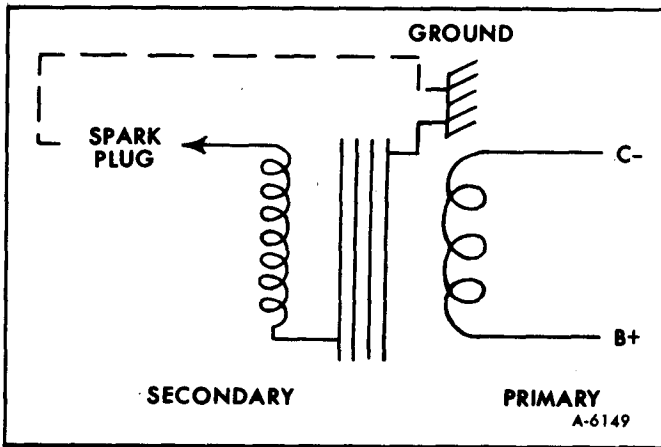 GROUND
SPARK
PLUG
C-
B+
SECONDARY
PRIMARY
A-6149